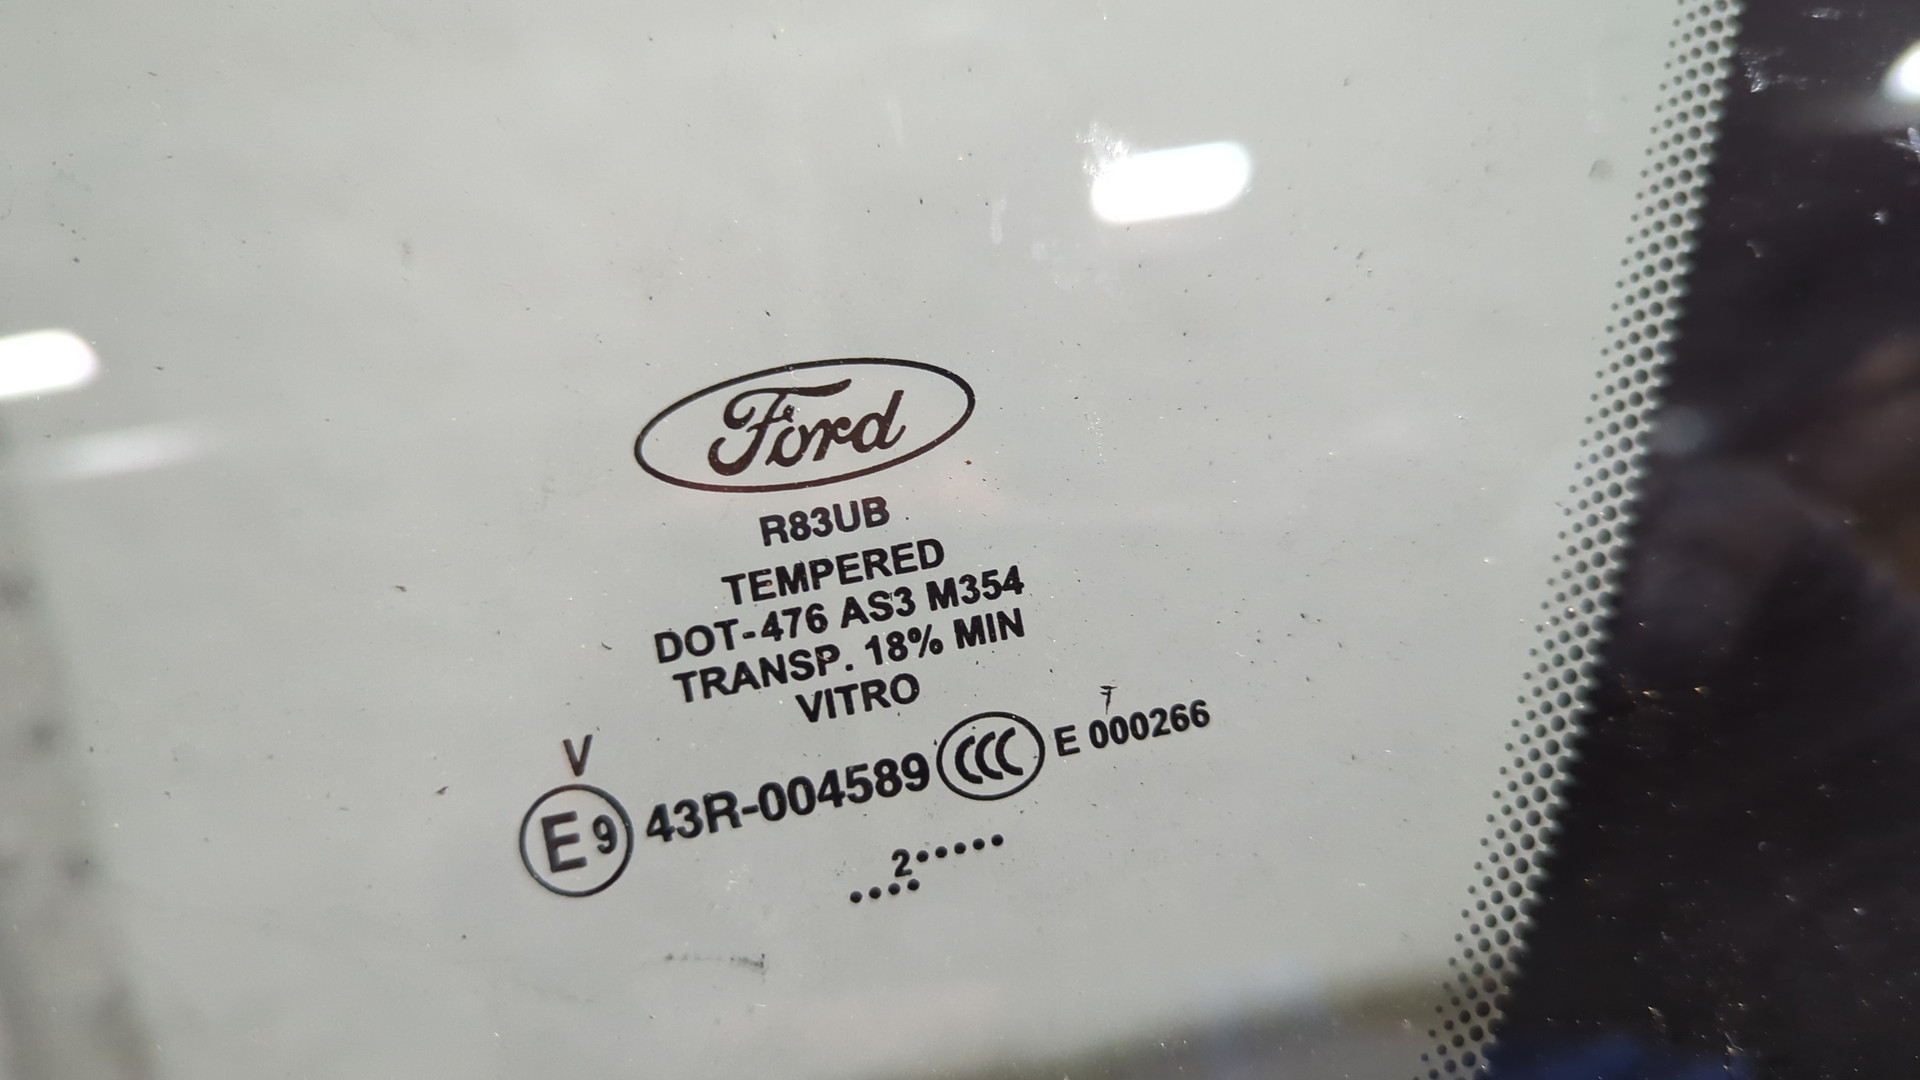 Ford
R83UB
TEMPERED
DOT-476 AS3 M354
TRANSP. 18% MIN
VITRO
V
E9 43R-004589 CCC E 000266
....2.....